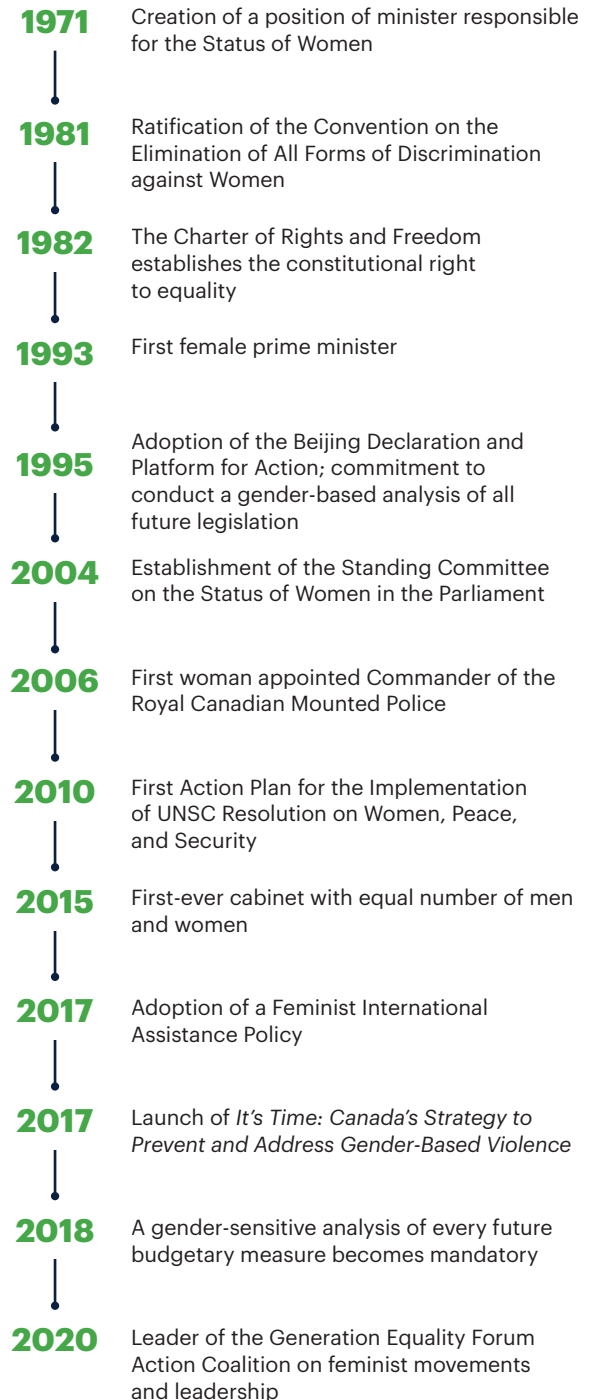 1971
Creation of a position of minister responsible
for the Status of Women
1981
Ratification of the Convention on the
Elimination of All Forms of Discrimination
against Women
1982
The Charter of Rights and Freedom
establishes the constitutional right
to equality
1993
First female prime minister
1995
Adoption of the Beijing Declaration and
Platform for Action; commitment to
conduct a gender-based analysis of all
future legislation
2004
Establishment of the Standing Committee
on the Status of Women in the Parliament
2006
First woman appointed Commander of the
Royal Canadian Mounted Police
2010
First Action Plan for the Implementation
of UNSC Resolution on Women, Peace,
and Security
2015
First-ever cabinet with equal number of men
and women
2017
Adoption of a Feminist International
Assistance Policy
2017
Launch of It’s Time: Canada’s Strategy to
Prevent and Address Gender-Based Violence
2018
A gender-sensitive analysis of every future
budgetary measure becomes mandatory
2020
Leader of the Generation Equality Forum
Action Coalition on feminist movements
and leadership